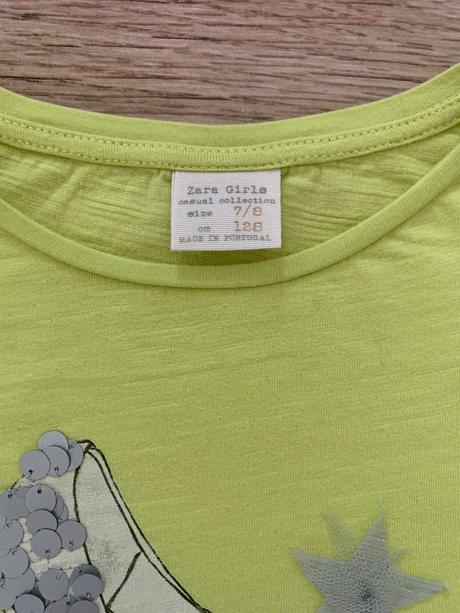 Zara Girls
casual collection
size 7/8
cm 128
MADE IN PORTUGAL